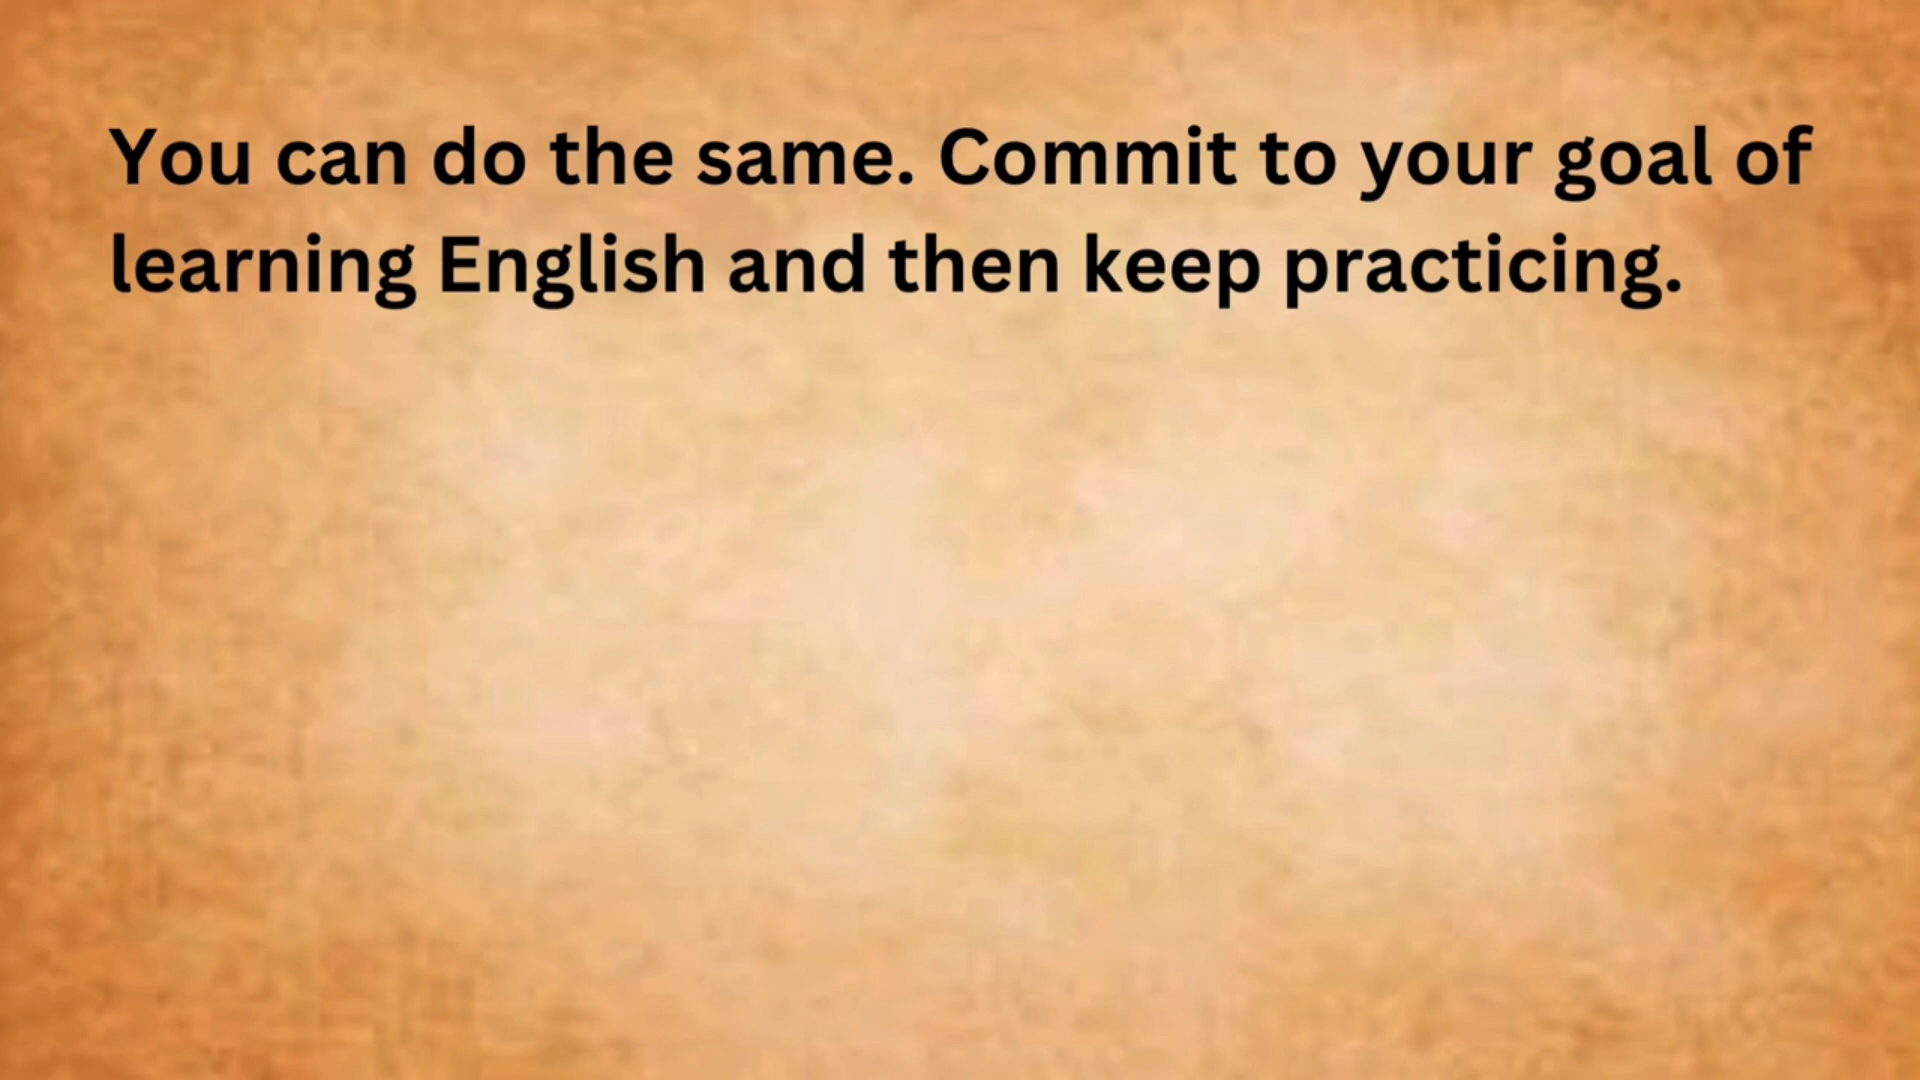 You can do the same. Commit to your goal of
learning English and then keep practicing.